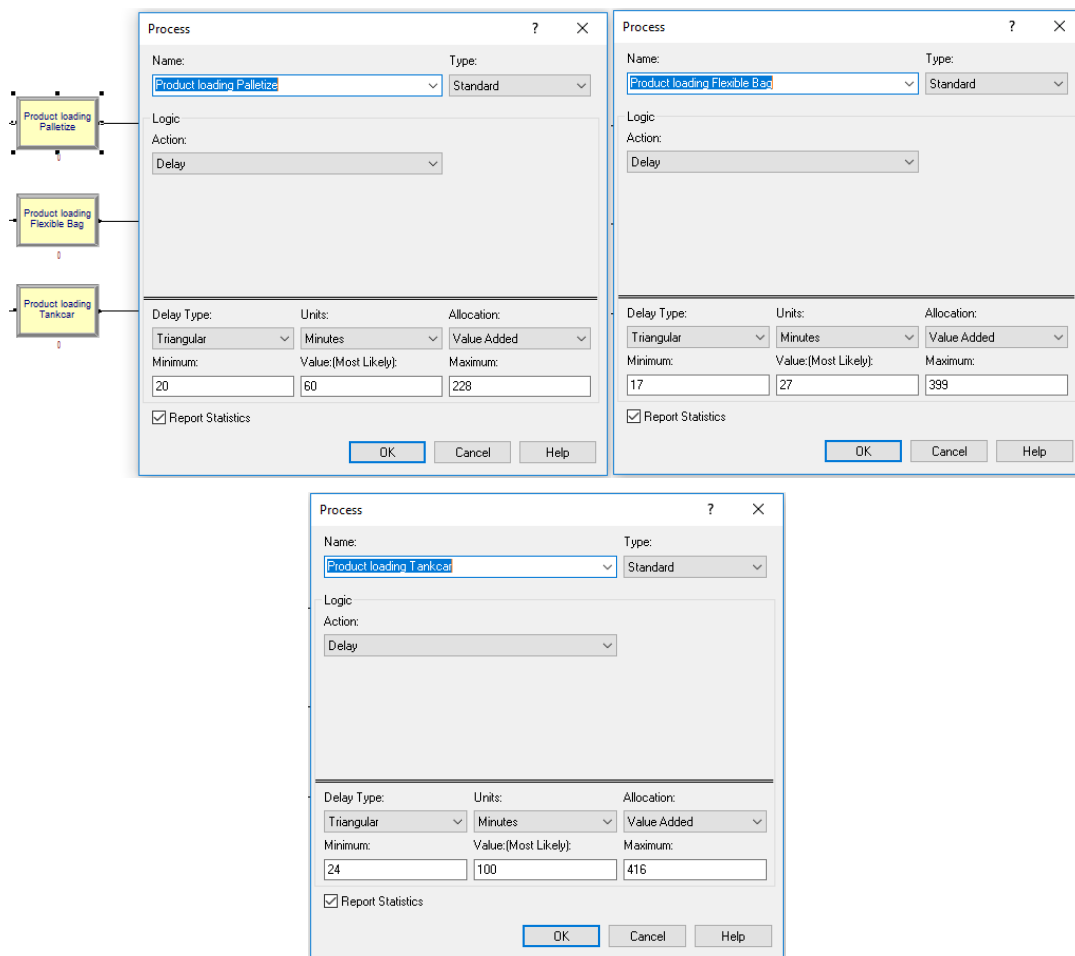 Product loading
Palletize
0
Product loading
Flexible Bag
0
Product loading
Tankcar
0
Process ?
Name: Type:
Product loading Palletize Standard
Logic
Action:
Delay
Delay Type: Units: Allocation:
Triangular Minutes Value Added
Minimum: Value:(Most Likely): Maximum:
20 60 228
Report Statistics
OK Cancel Help
Process ?
Name: Type:
Product loading Flexible Bag Standard
Logic
Action:
Delay
Delay Type: Units: Allocation:
Triangular Minutes Value Added
Minimum: Value:(Most Likely): Maximum:
17 27 399
Report Statistics
OK Cancel Help
Process ?
Name: Type:
Product loading Tankcar Standard
Logic
Action:
Delay
Delay Type: Units: Allocation:
Triangular Minutes Value Added
Minimum: Value:(Most Likely): Maximum:
24 100 416
Report Statistics
OK Cancel Help